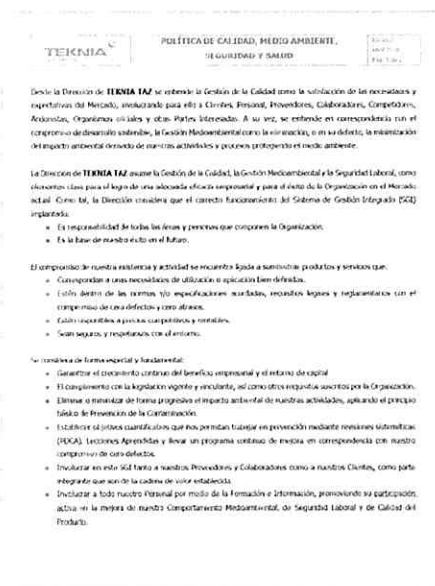 TEKNIA
POLÍTICA DE CALIDAD, MEDIO AMBIENTE,
SEGURIDAD Y SALUD
Desde la Dirección de TEKNIA TAZ se entiende la Gestión de la Calidad como la satisfacción de las necesidades y
expectativas del Mercado, involucrando para ello a Clientes, Personal, Proveedores, Colaboradores, Competidores,
Accionistas, Organismos oficiales y otras Partes Interesadas. A su vez, se entiende en correspondencia con el
compromiso de desarrollo sostenible, la Gestión Medioambiental como la eliminación, o en su defecto, la minimización
del impacto ambiental derivado de nuestras actividades y procesos protegiendo el medio ambiente.
La Dirección de TEKNIA TAZ asume la Gestión de la Calidad, la Gestión Medioambiental y la Seguridad Laboral, como
elementos clave para el logro de una adecuada eficacia empresarial y para el éxito de la Organización en el Mercado
actual. Como tal, la Dirección considera que el correcto funcionamiento del Sistema de Gestión Integrado (SGI)
implantado:
• Es responsabilidad de todas las áreas y personas que componen la Organización.
• Es la base de nuestro éxito en el futuro.
El compromiso de nuestra existencia y actividad se encuentra ligada a suministrar productos y servicios que:
• Correspondan a unas necesidades de utilización o aplicación bien definidas.
• Estén dentro de las normas y/o especificaciones acordadas, requisitos legales y reglamentarios con el
compromiso de cero defectos y cero atrasos.
• Estén disponibles a precios competitivos y rentables.
• Sean seguros y respetuosos con el entorno.
Se considera de forma especial y fundamental:
• Garantizar el crecimiento continuo del beneficio empresarial y el retorno de capital
• El cumplimiento con la legislación vigente y vinculante, así como otros requisitos suscritos por la Organización.
• Eliminar o minimizar de forma progresiva el impacto ambiental de nuestras actividades, aplicando el principio
básico de Prevención de la Contaminación.
• Establecer objetivos cuantificables que nos permitan trabajar en prevención mediante revisiones sistemáticas
(PDCA), Lecciones Aprendidas y llevar un programa continuo de mejora en correspondencia con nuestro
compromiso de cero defectos.
• Involucrar en este SGI tanto a nuestros Proveedores y Colaboradores como a nuestros Clientes, como parte
integrante que son de la cadena de valor establecida.
• Involucrar a todo nuestro Personal por medio de la Formación e Información, promoviendo su participación
activa en la mejora de nuestro Comportamiento Medioambiental, de Seguridad Laboral y de Calidad del
Producto.